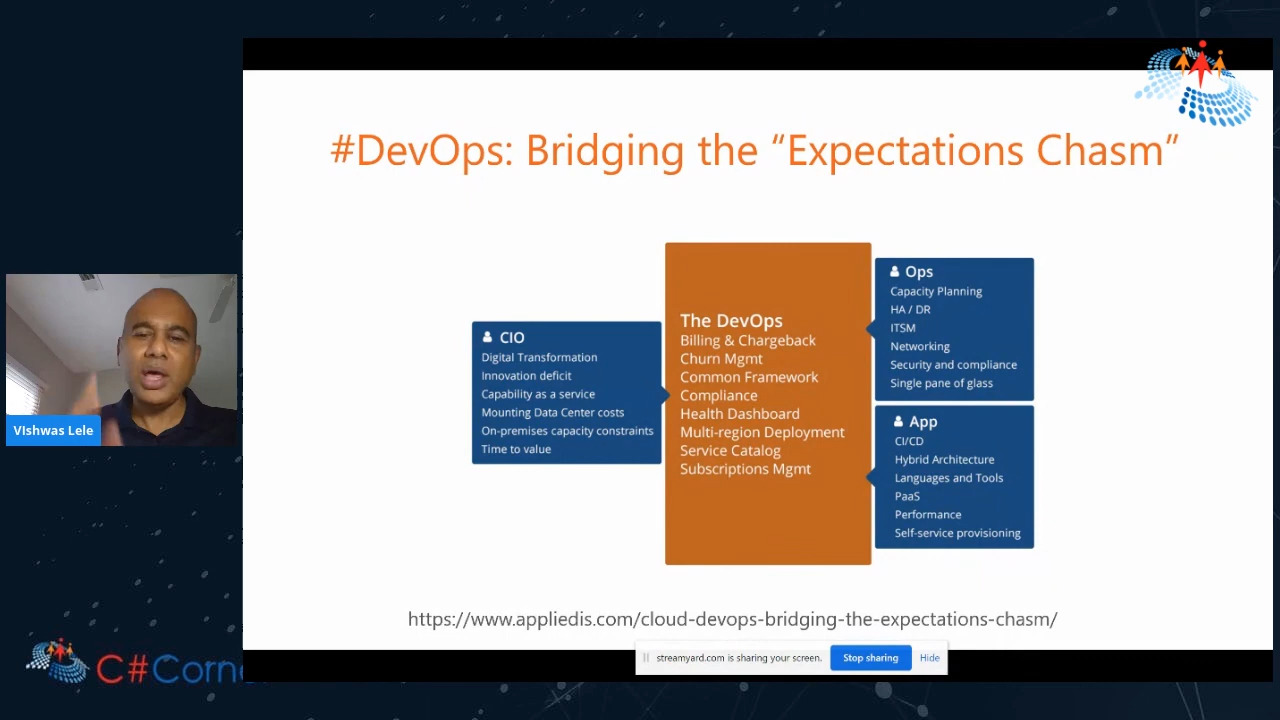 #DevOps: Bridging the “Expectations Chasm”
CIO
Digital Transformation
Innovation deficit
Capability as a service
Mounting Data Center costs
On-premises capacity constraints
Time to value
The DevOps
Billing & Chargeback
Churn Mgmt
Common Framework
Compliance
Health Dashboard
Multi-region Deployment
Service Catalog
Subscriptions Mgmt
Ops
Capacity Planning
HA / DR
ITSM
Networking
Security and compliance
Single pane of glass
App
CI/CD
Hybrid Architecture
Languages and Tools
PaaS
Performance
Self-service provisioning
https://www.appliedis.com/cloud-devops-bridging-the-expectations-chasm/
streamyard.com is sharing your screen. Stop sharing Hide
VIshwas Lele
C#Corne